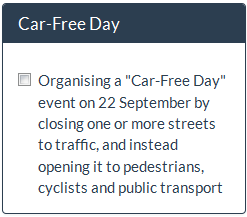 Car-Free Day
Organising a "Car-Free Day"
event on 22 September by
closing one or more streets
to traffic, and instead
opening it to pedestrians,
cyclists and public transport